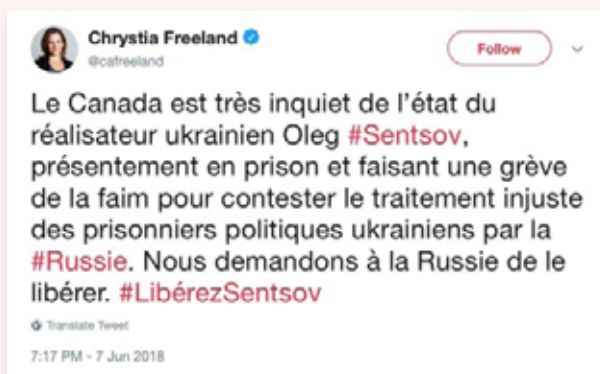 Chrystia Freeland
@cafreeland
Follow
Le Canada est très inquiet de l'état du
réalisateur ukrainien Oleg #Sentsov,
présentement en prison et faisant une grève
de la faim pour contester le traitement injuste
des prisonniers politiques ukrainiens par la
#Russie. Nous demandons à la Russie de le
libérer. #LibérezSentsov
Translate Tweet
7:17 PM - 7 Jun 2018